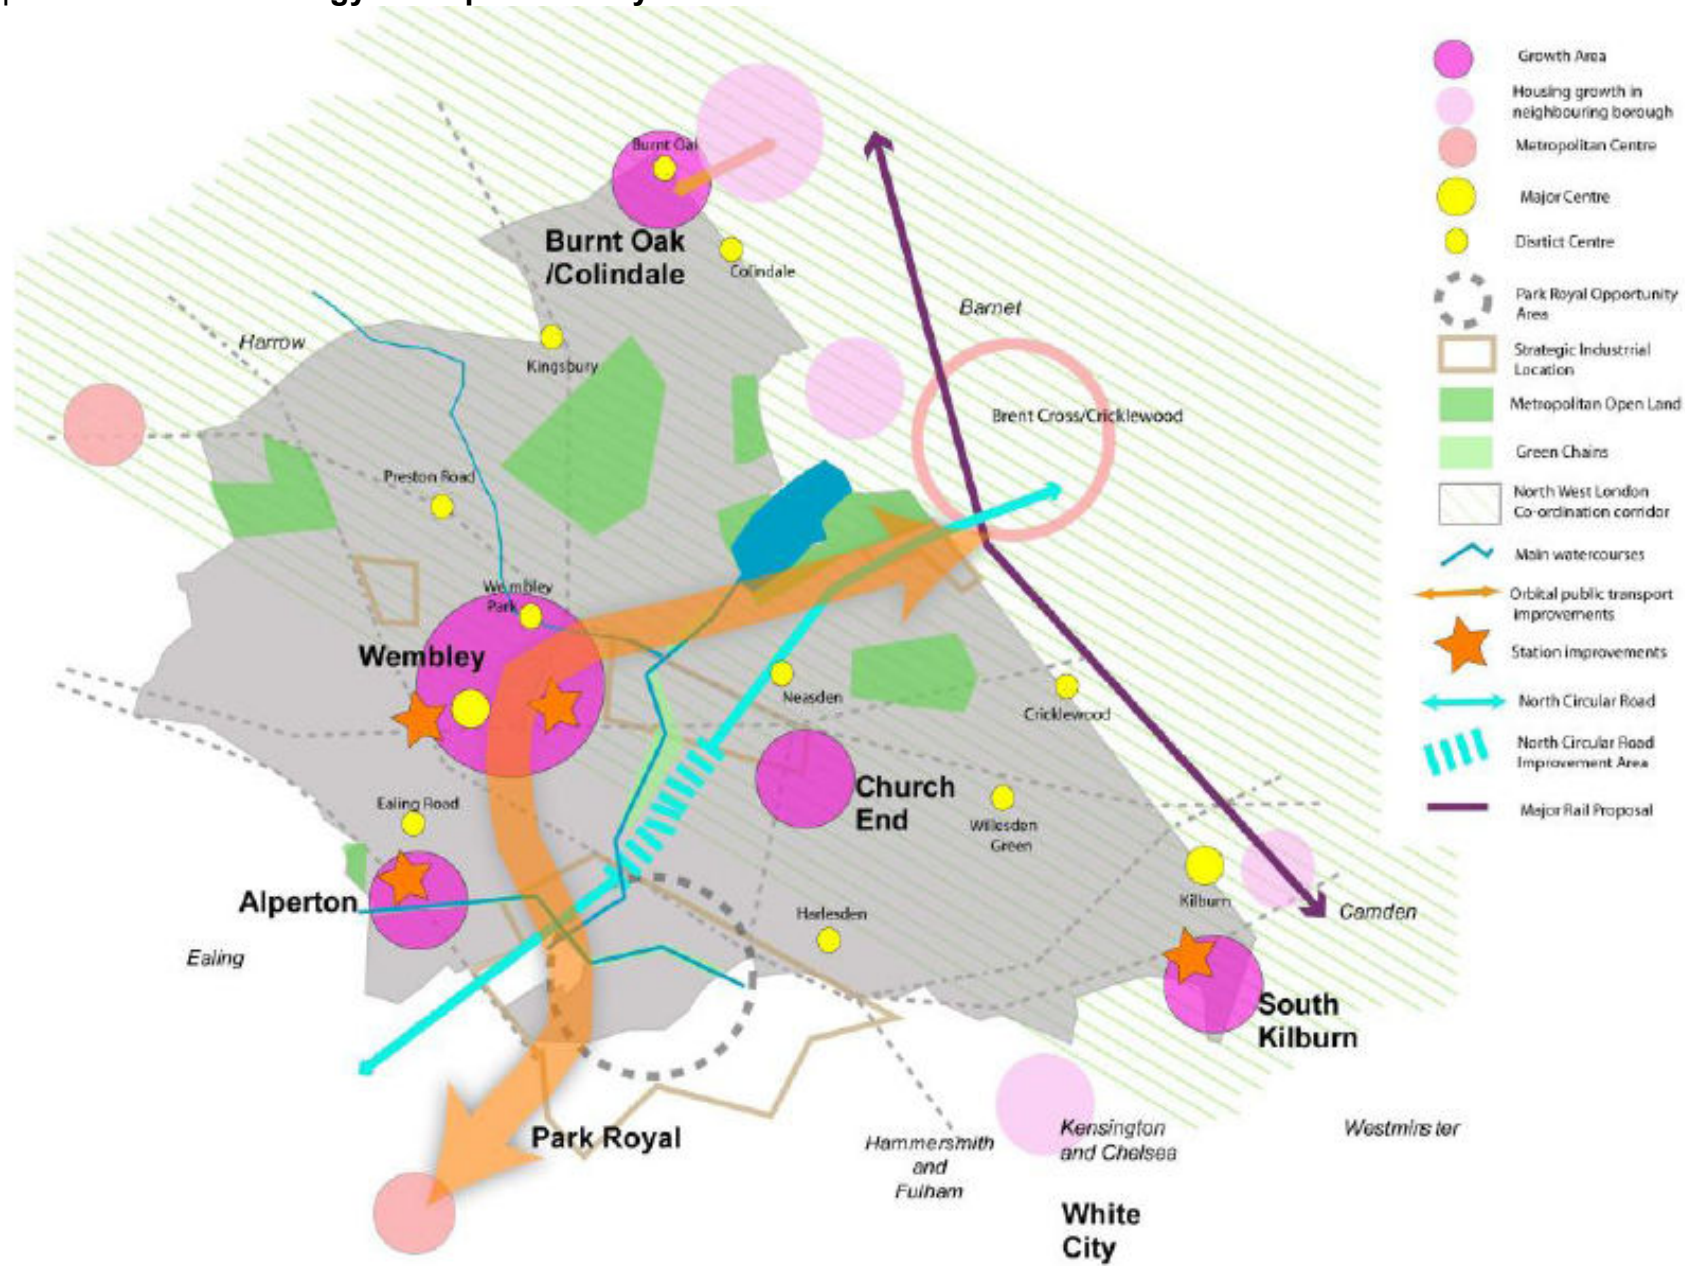 Burnt Oak
Burnt Oak
/Colindale
Colindale
Barnet
Harrow
Kingsbury
Brent Cross/Cricklewood
Preston Road
Wembley
Park
Wembley
Neasden
Cricklewood
Church
End
Ealing Road
Willesden
Green
Alperton
Kilburn
Harlesden
Camden
Ealing
South
Kilburn
Park Royal
Hammersmith
and
Fulham
Kensington
and Chelsea
Westminster
White
City
Growth Area
Housing growth in
neighbouring borough
Metropolitan Centre
Major Centre
Disrtict Centre
Park Royal Opportunity
Area
Strategic Industrrial
Location
Metropolitan Open Land
Green Chains
North West London
Co-ordination corridor
Main watercourses
Orbital public transport
improvements
Station improvements
North Circular Road
North Circular Road
Improvement Area
Major Rail Proposal